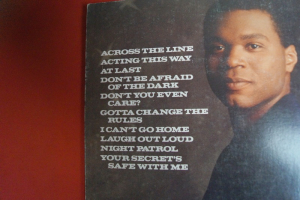 ACROSS THE LINE
ACTING THIS WAY
AT LAST
DON'T BE AFRAID
OF THE DARK
DON'T YOU EVEN
CARE?
GOTTA CHANGE THE
RULES
I CAN'T GO HOME
LAUGH OUT LOUD
NIGHT PATROL
YOUR SECRET'S
SAFE WITH ME